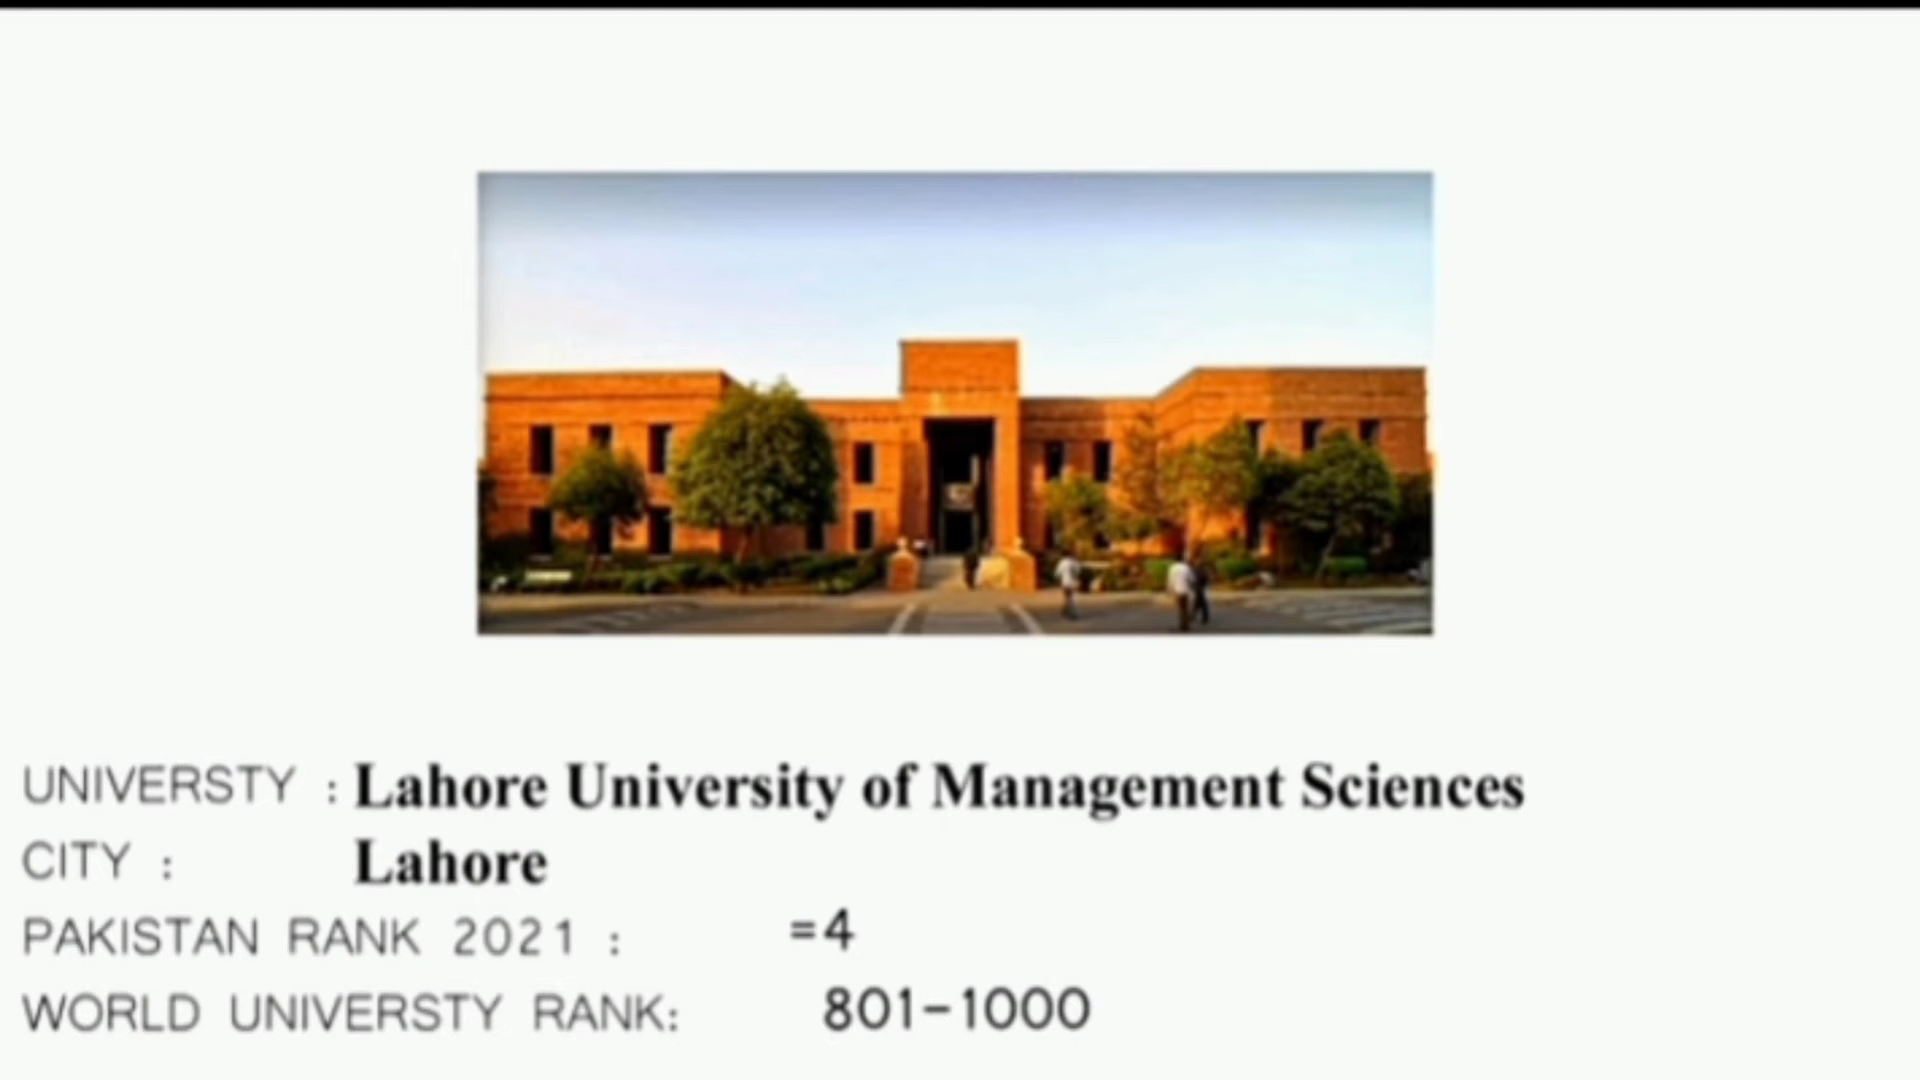 UNIVERSTY : Lahore University of Management Sciences
CITY : Lahore
PAKISTAN RANK 2021 : =4
WORLD UNIVERSTY RANK: 801-1000